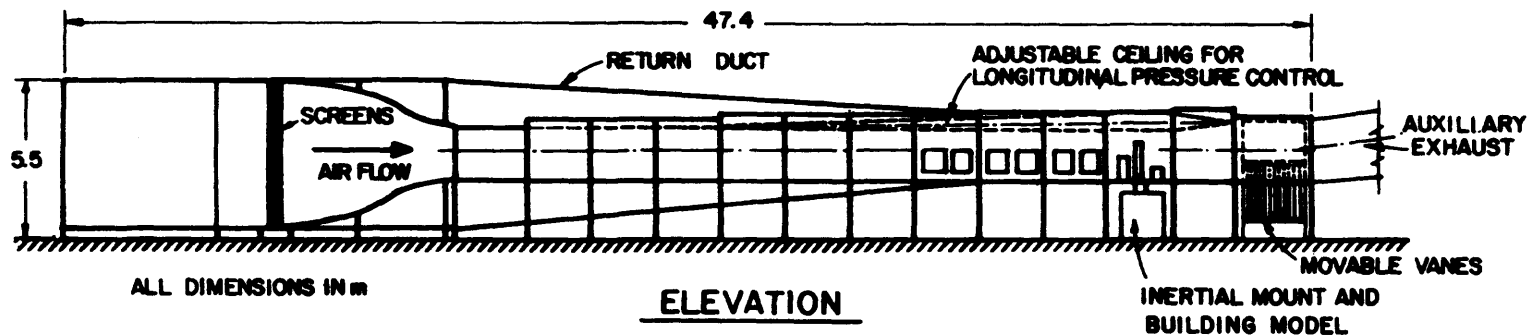 47.4
RETURN DUCT
ADJUSTABLE CEILING FOR
LONGITUDINAL PRESSURE CONTROL
SCREENS
5.5
AIR FLOW
AUXILIARY
EXHAUST
MOVABLE VANES
ALL DIMENSIONS IN m
ELEVATION
INERTIAL MOUNT AND
BUILDING MODEL